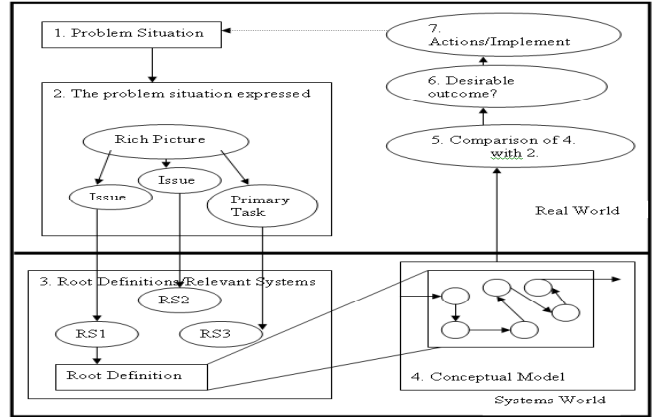 1. Problem Situation
2. The problem situation expressed
Rich Picture
Issue
Issue
Primary
Task
7.
Actions/Implement
6. Desirable
outcome?
5. Comparison of 4.
with 2.
Real World
3. Root Definitions/Relevant Systems
RS2
RS1
RS3
Root Definition
4. Conceptual Model
Systems World